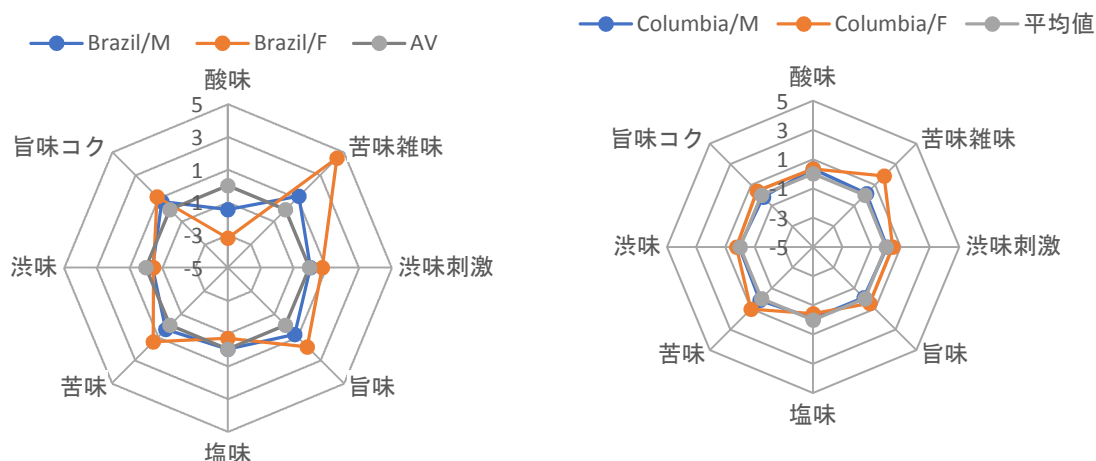 Brazil/M Brazil/F AV
酸味
5
3
1
-1
-3
-5
苦味雑味
渋味刺激
旨味
塩味
苦味
渋味
旨味コク
Columbia/M Columbia/F 平均値
酸味
5
3
1
-1
-3
-5
苦味雑味
渋味刺激
旨味
塩味
苦味
渋味
旨味コク